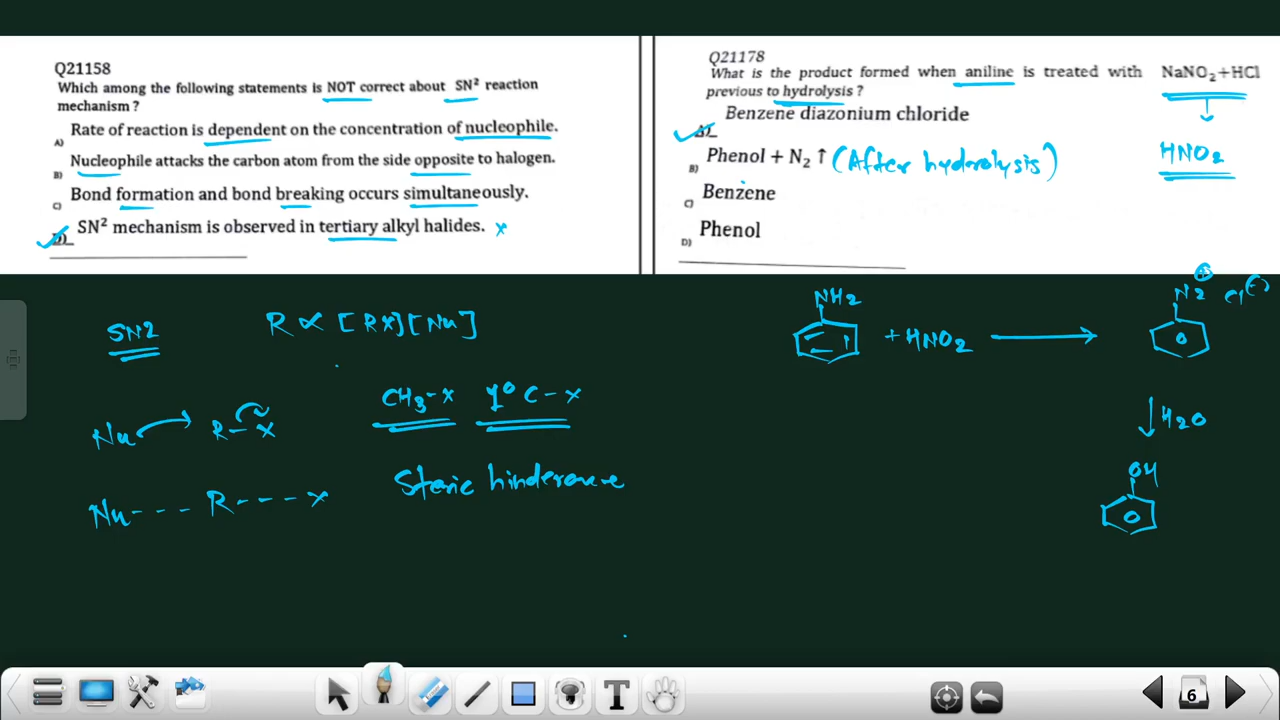 Q21158
Which among the following statements is NOT correct about SN² reaction
mechanism ?
A) Rate of reaction is dependent on the concentration of nucleophile.
B) Nucleophile attacks the carbon atom from the side opposite to halogen.
C) Bond formation and bond breaking occurs simultaneously.
D) SN² mechanism is observed in tertiary alkyl halides. x
Q21178
What is the product formed when aniline is treated with NaNO₂+HCl
previous to hydrolysis ?
A) Benzene diazonium chloride
B) Phenol + N₂ ↑ (After hydrolysis)
HNO₂
C) Benzene
D) Phenol
SN2
R ∝ [RX][Nu]
Nu R-x
CH₃-x 1° C-x
Nu --- R --- x
Steric
NH₂
+ HNO₂
N₂ ⊕ Cl(-)
↓ H₂O
OH
6